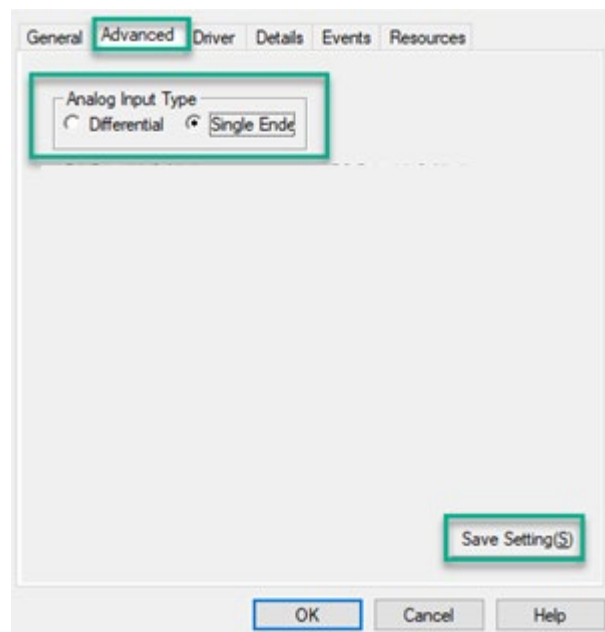 General Advanced Driver Details Events Resources
Analog Input Type
Differential Single Ende
Save Setting(S)
OK Cancel Help